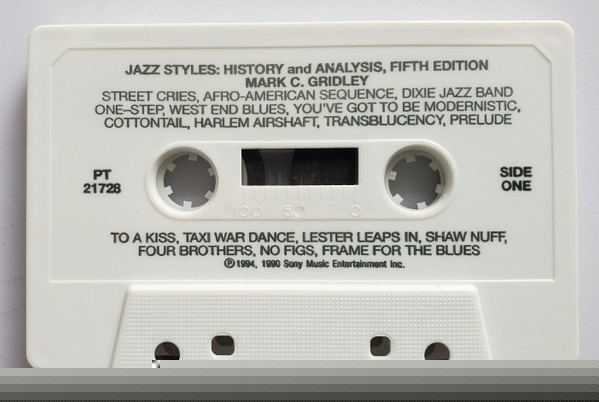 JAZZ STYLES: HISTORY and ANALYSIS, FIFTH EDITION
MARK C. GRIDLEY
STREET CRIES, AFRO-AMERICAN SEQUENCE, DIXIE JAZZ BAND
ONE-STEP, WEST END BLUES, YOU'VE GOT TO BE MODERNISTIC,
COTTONTAIL, HARLEM AIRSHAFT, TRANSBLUCENCY, PRELUDE
PT
21728
SIDE
ONE
100 50 0
TO A KISS, TAXI WAR DANCE, LESTER LEAPS IN, SHAW NUFF,
FOUR BROTHERS, NO FIGS, FRAME FOR THE BLUES
Ⓟ1994, 1990 Sony Music Entertainment Inc.